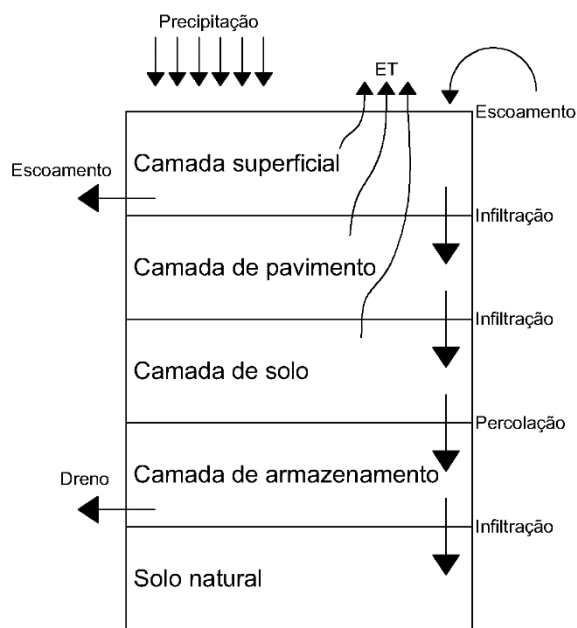 Precipitação
ET
Escoamento
Camada superficial
Escoamento
Infiltração
Camada de pavimento
Infiltração
Camada de solo
Percolação
Camada de armazenamento
Dreno
Infiltração
Solo natural